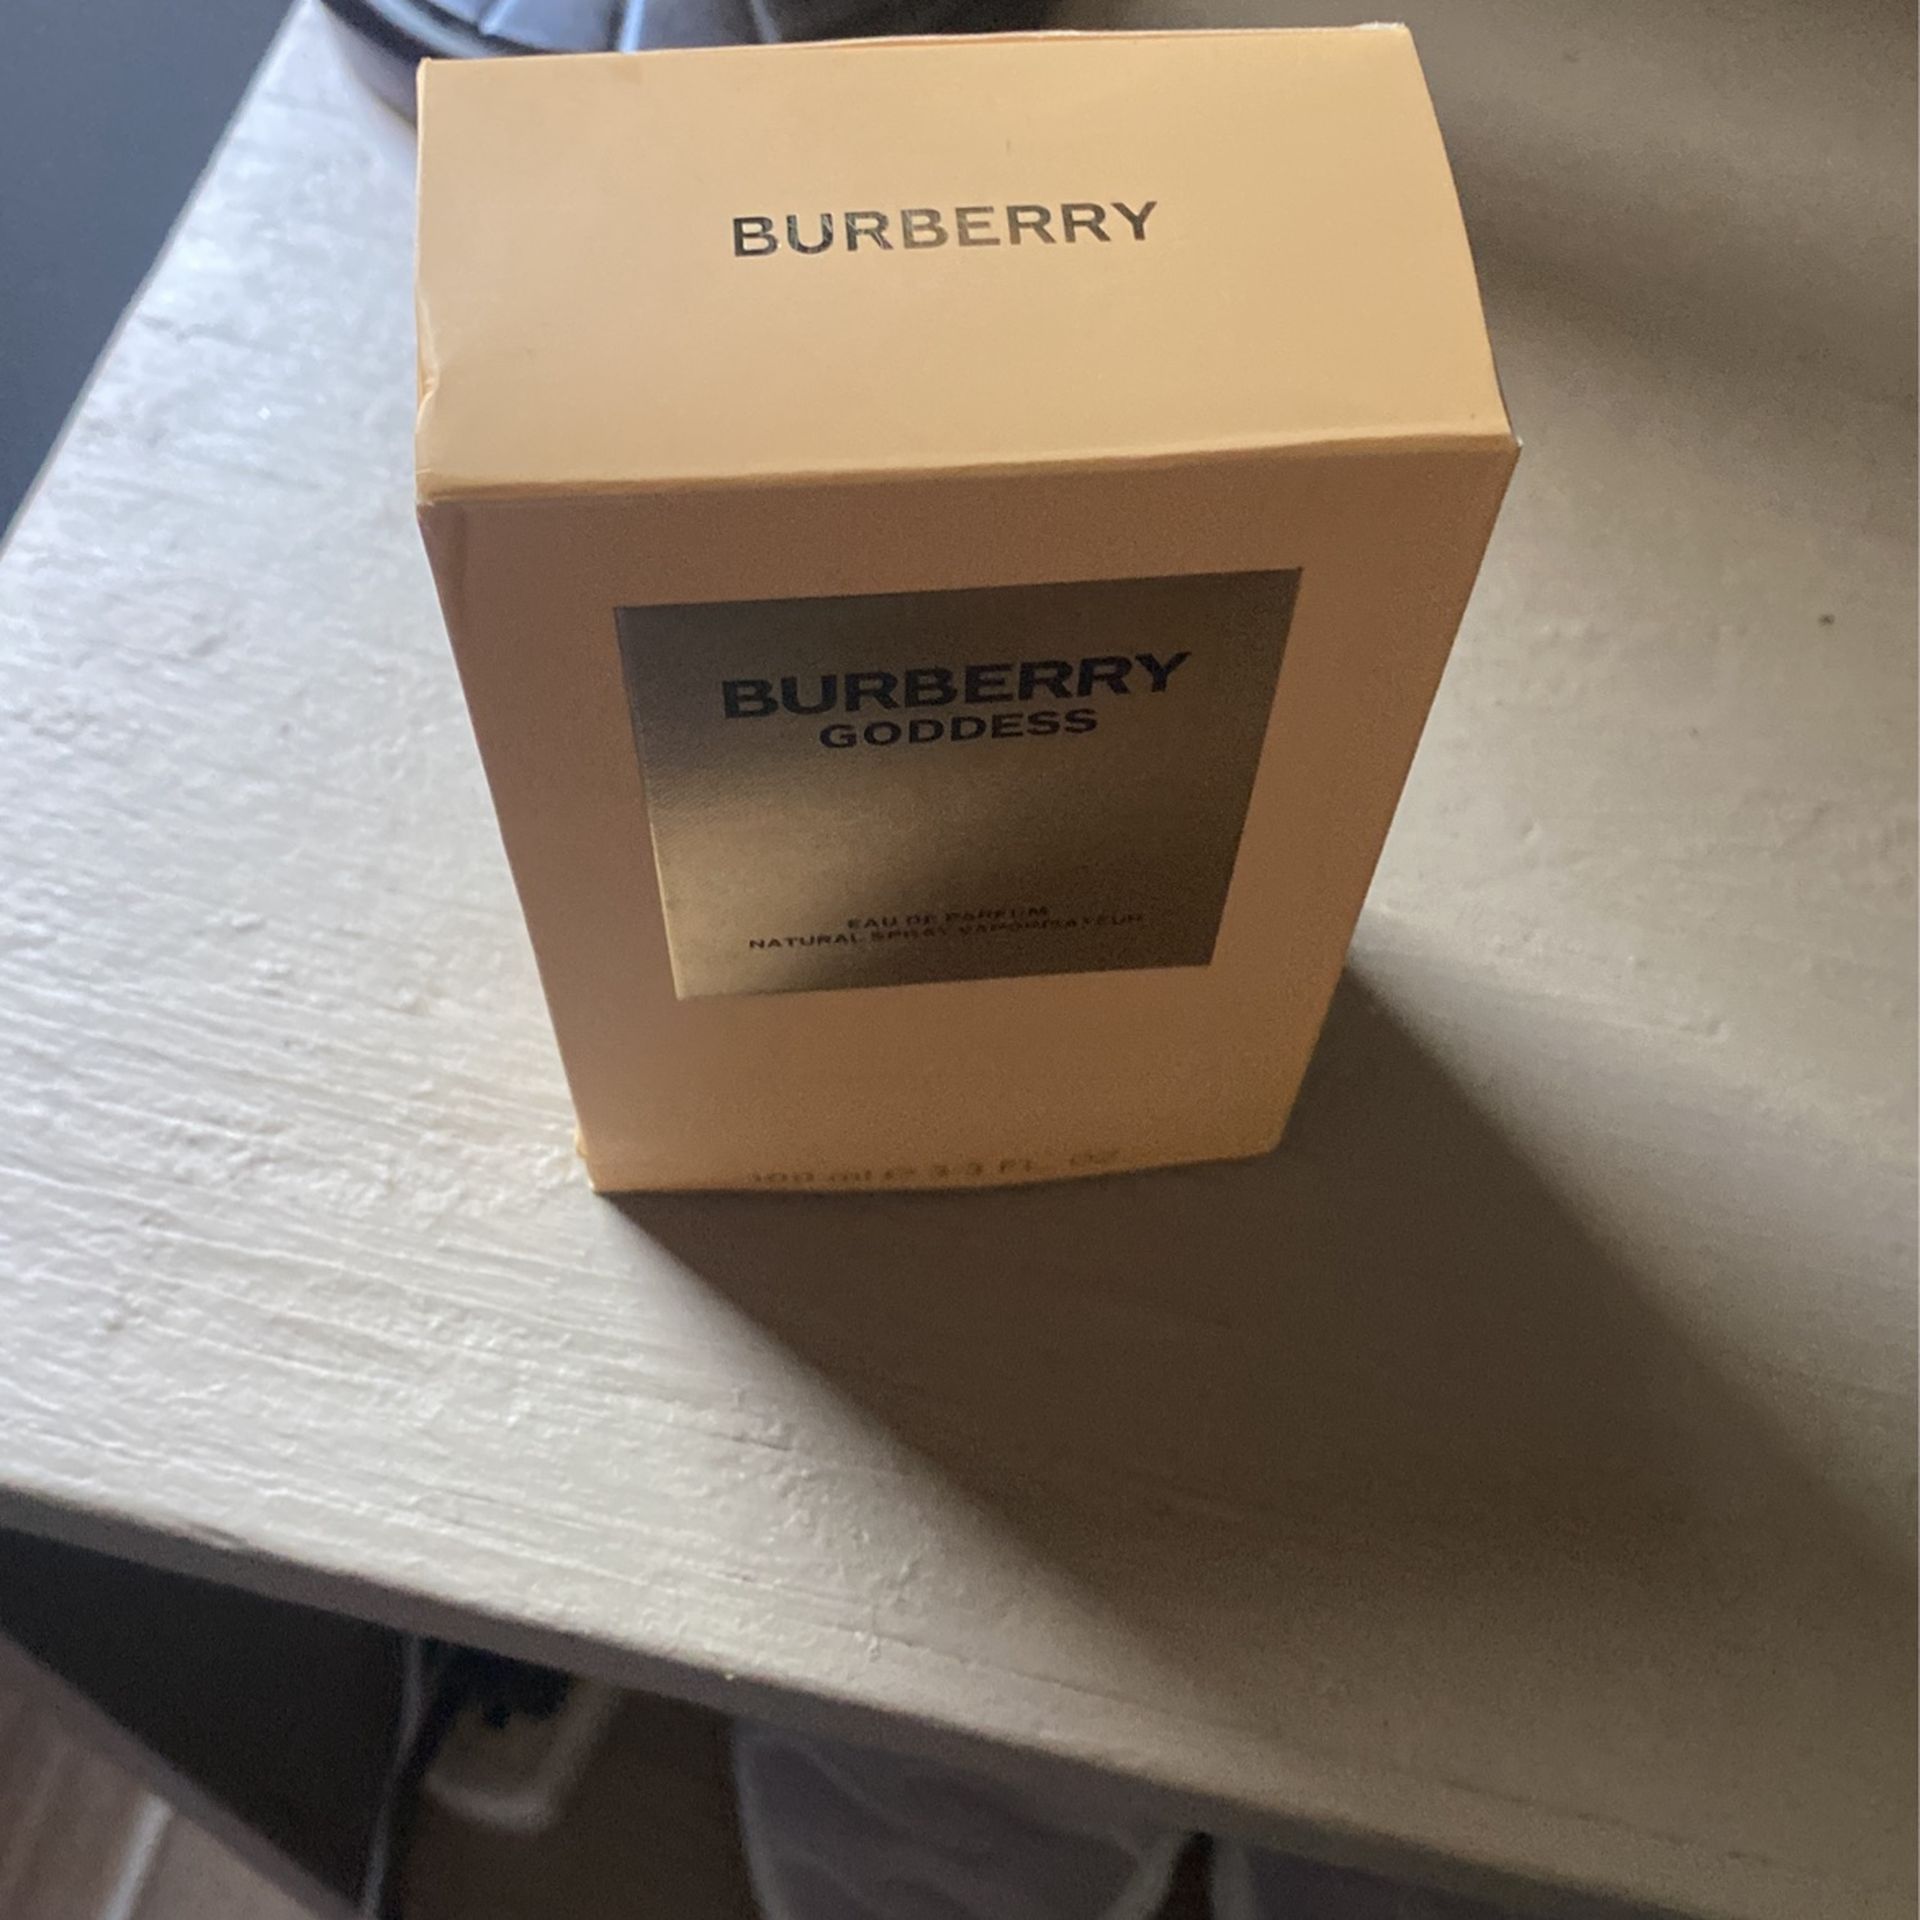 BURBERRY
BURBERRY
GODDESS
EAU DE PARFUM
NATURAL SPRAY VAPORISATEUR
100 ml e 3.3 FL. OZ